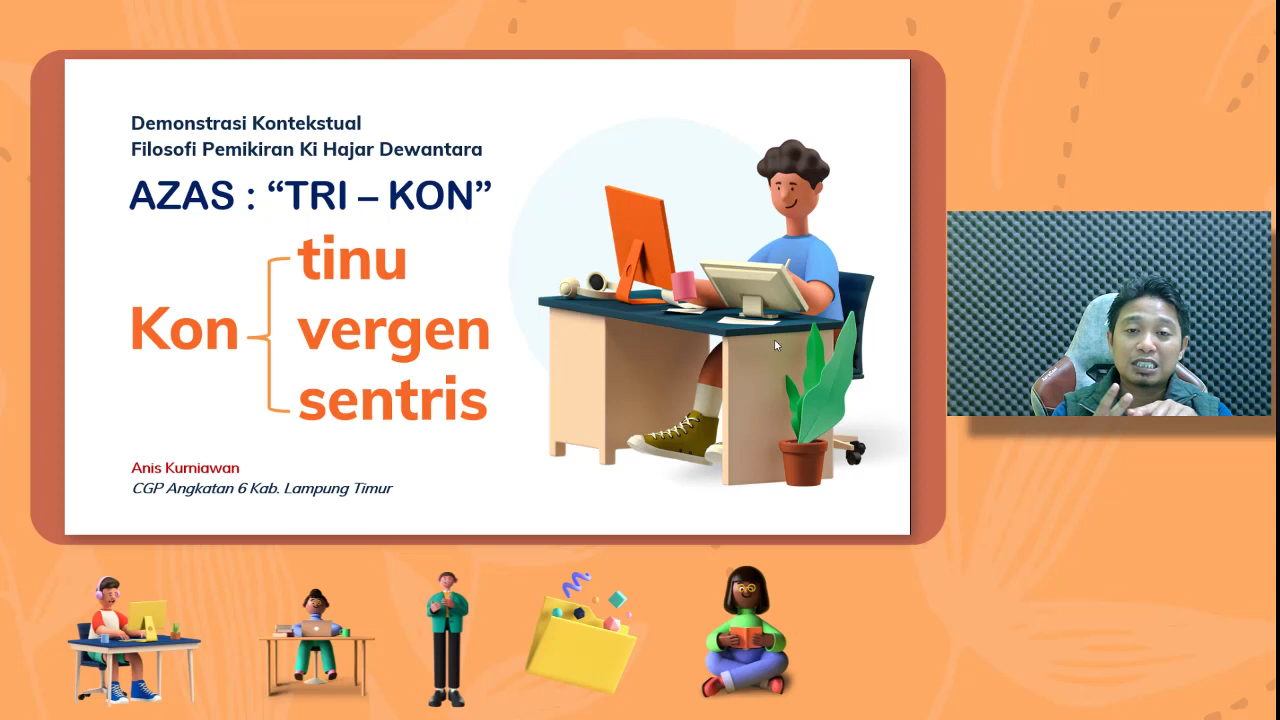 Demonstrasi Kontekstual
Filosofi Pemikiran Ki Hajar Dewantara
AZAS : “TRI – KON”
Kon
tinu
vergen
sentris
Anis Kurniawan
CGP Angkatan 6 Kab. Lampung Timur